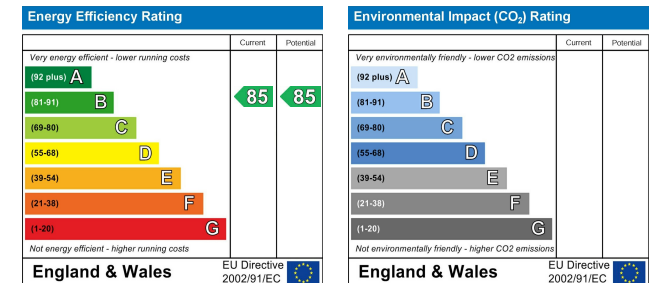 Energy Efficiency Rating
Current Potential
Very energy efficient - lower running costs
(92 plus) A
(81-91) B
85 85
(69-80) C
(55-68) D
(39-54) E
(21-38) F
(1-20) G
Not energy efficient - higher running costs
England & Wales
EU Directive
2002/91/EC
Environmental Impact (CO₂) Rating
Current Potential
Very environmentally friendly - lower CO2 emissions
(92 plus) A
(81-91) B
(69-80) C
(55-68) D
(39-54) E
(21-38) F
(1-20) G
Not environmentally friendly - higher CO2 emissions
England & Wales
EU Directive
2002/91/EC